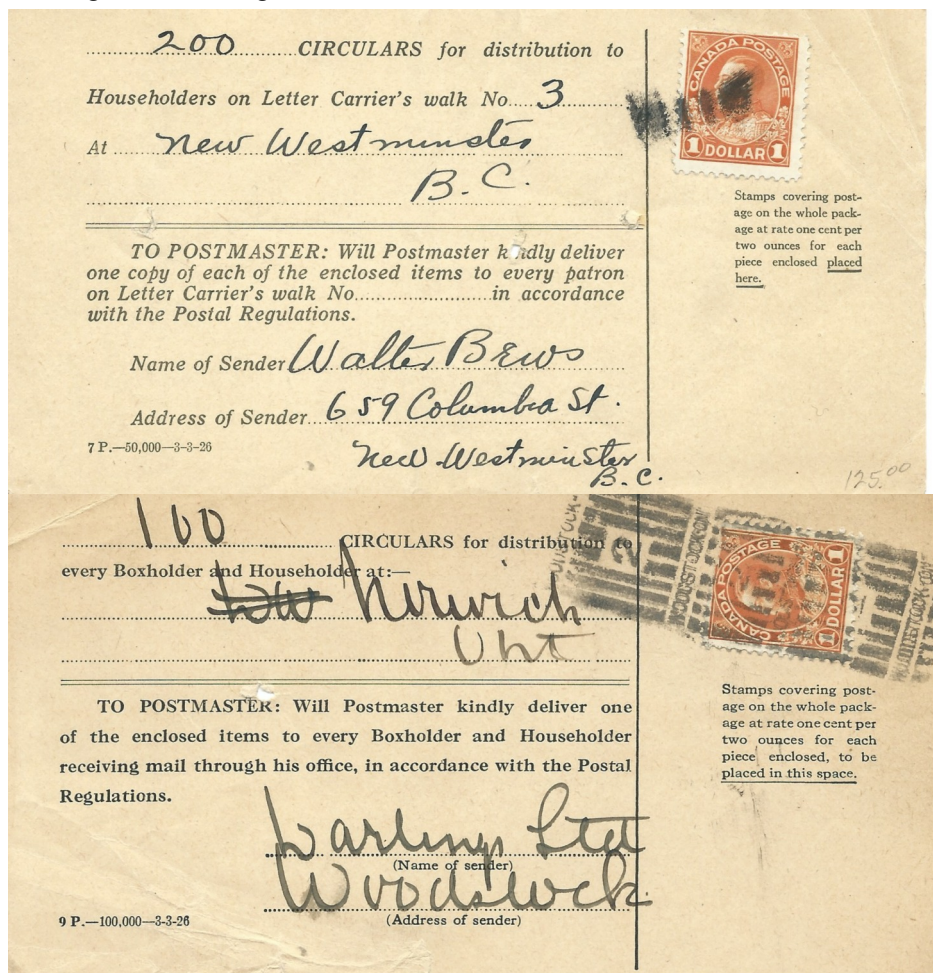 200 CIRCULARS for distribution to
Householders on Letter Carrier's walk No. 3
At New Westminster
B.C.
TO POSTMASTER: Will Postmaster kindly deliver
one copy of each of the enclosed items to every patron
on Letter Carrier's walk No. in accordance
with the Postal Regulations.
Name of Sender Walter Bews
Address of Sender 659 Columbia St.
7 P.—50,000—3-3-26
New Westminster
B.C.
CANADA POSTAGE
1 DOLLAR 1
Stamps covering post-
age on the whole pack-
age at rate one cent per
two ounces for each
piece enclosed placed
here.
125.00
100 CIRCULARS for distribution to
every Boxholder and Householder at:—
Norwich
Ont
TO POSTMASTER: Will Postmaster kindly deliver one
of the enclosed items to every Boxholder and Householder
receiving mail through his office, in accordance with the Postal
Regulations.
Darlings Ltd
(Name of sender)
Woodstock
(Address of sender)
9 P.—100,000—3-3-26
WOODSTOCK-ONT
2
CANADA POSTAGE
1 DOLLAR 1
Stamps covering post-
age on the whole pack-
age at rate one cent per
two ounces for each
piece enclosed, to be
placed in this space.